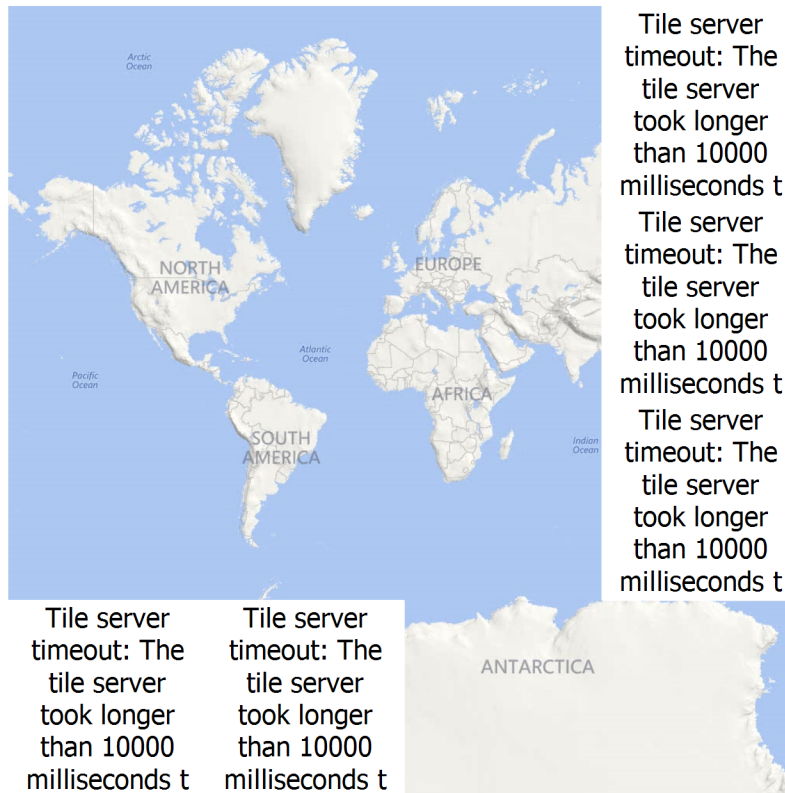 Arctic
Ocean
Tile server
timeout: The
tile server
took longer
than 10000
milliseconds t
NORTH
AMERICA
EUROPE
Tile server
timeout: The
tile server
took longer
than 10000
milliseconds t
Atlantic
Ocean
Pacific
Ocean
AFRICA
SOUTH
AMERICA
Indian
Ocean
Tile server
timeout: The
tile server
took longer
than 10000
milliseconds t
Tile server
timeout: The
tile server
took longer
than 10000
milliseconds t
Tile server
timeout: The
tile server
took longer
than 10000
milliseconds t
ANTARCTICA